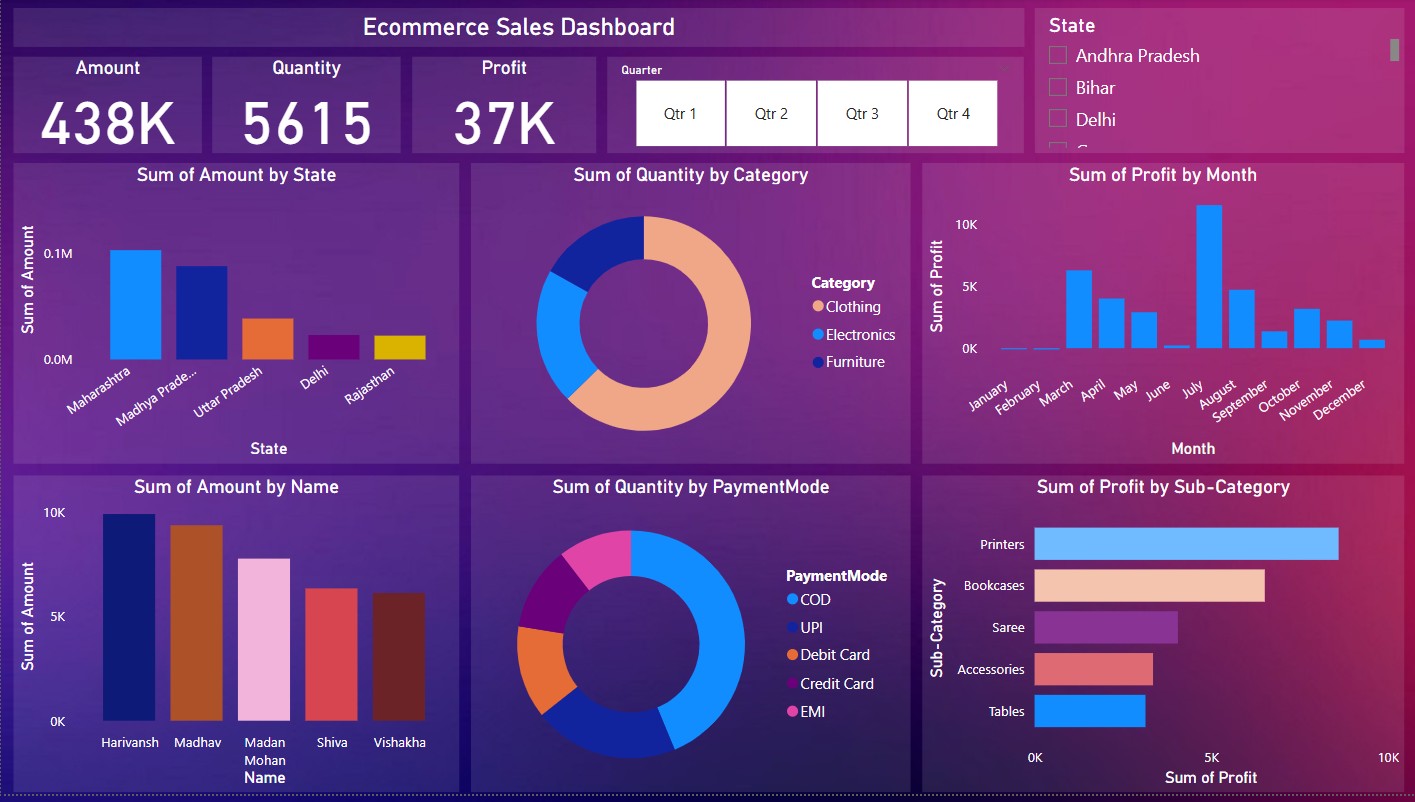 Ecommerce Sales Dashboard
State
Andhra Pradesh
Bihar
Delhi
Amount
438K
Quantity
5615
Profit
37K
Quarter
Qtr 1
Qtr 2
Qtr 3
Qtr 4
Sum of Amount by State
Sum of Amount
0.1M
0.0M
Maharashtra
Madhya Prade...
Uttar Pradesh
Delhi
Rajasthan
State
Sum of Quantity by Category
Category
Clothing
Electronics
Furniture
Sum of Profit by Month
Sum of Profit
10K
5K
0K
January
February
March
April
May
June
July
August
September
October
November
December
Month
Sum of Amount by Name
Sum of Amount
10K
5K
0K
Harivansh
Madhav
Madan
Mohan
Shiva
Vishakha
Name
Sum of Quantity by PaymentMode
PaymentMode
COD
UPI
Debit Card
Credit Card
EMI
Sum of Profit by Sub-Category
Sub-Category
Printers
Bookcases
Saree
Accessories
Tables
0K
5K
10K
Sum of Profit